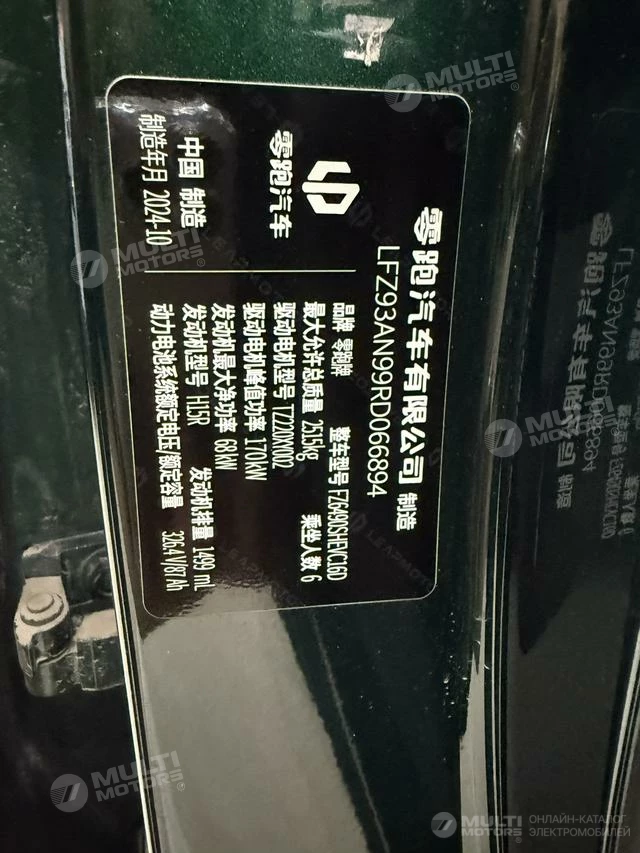 零跑汽车有限公司 制造
LFZ93AN99RD066894
零跑汽车
中国 制造
制造年月 2024-10
品牌 零跑牌 整车型号 FZ6490SHEVC16D
最大允许总质量 2515kg 乘坐人数 6
驱动电机型号 TZ220XY002
驱动电机峰值功率 170kW
发动机最大净功率 68kW
发动机型号 H15R 发动机排量 1499 mL
动力电池系统额定电压/额定容量 326.4 V/87Ah
MULTI MOTORS®
MULTI MOTORS®
MULTI MOTORS®
MULTI MOTORS®
MULTI MOTORS®
ОНЛАЙН-КАТАЛОГ
ЭЛЕКТРОМОБИЛЕЙ